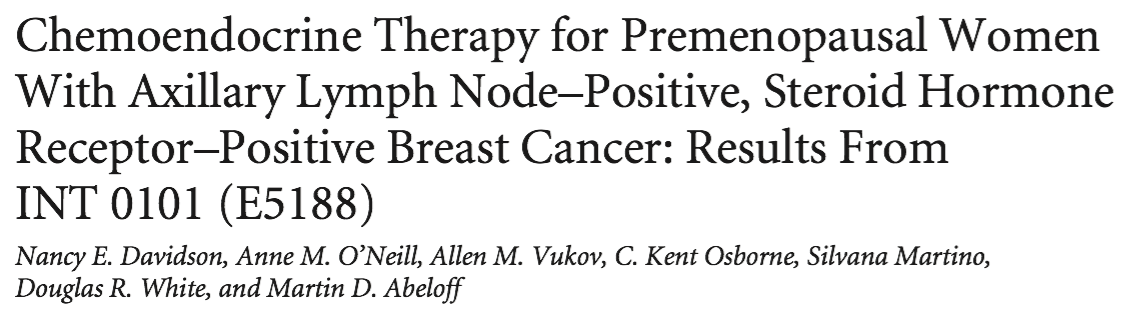 Chemoendocrine Therapy for Premenopausal Women
With Axillary Lymph Node–Positive, Steroid Hormone
Receptor–Positive Breast Cancer: Results From
INT 0101 (E5188)
Nancy E. Davidson, Anne M. O’Neill, Allen M. Vukov, C. Kent Osborne, Silvana Martino,
Douglas R. White, and Martin D. Abeloff